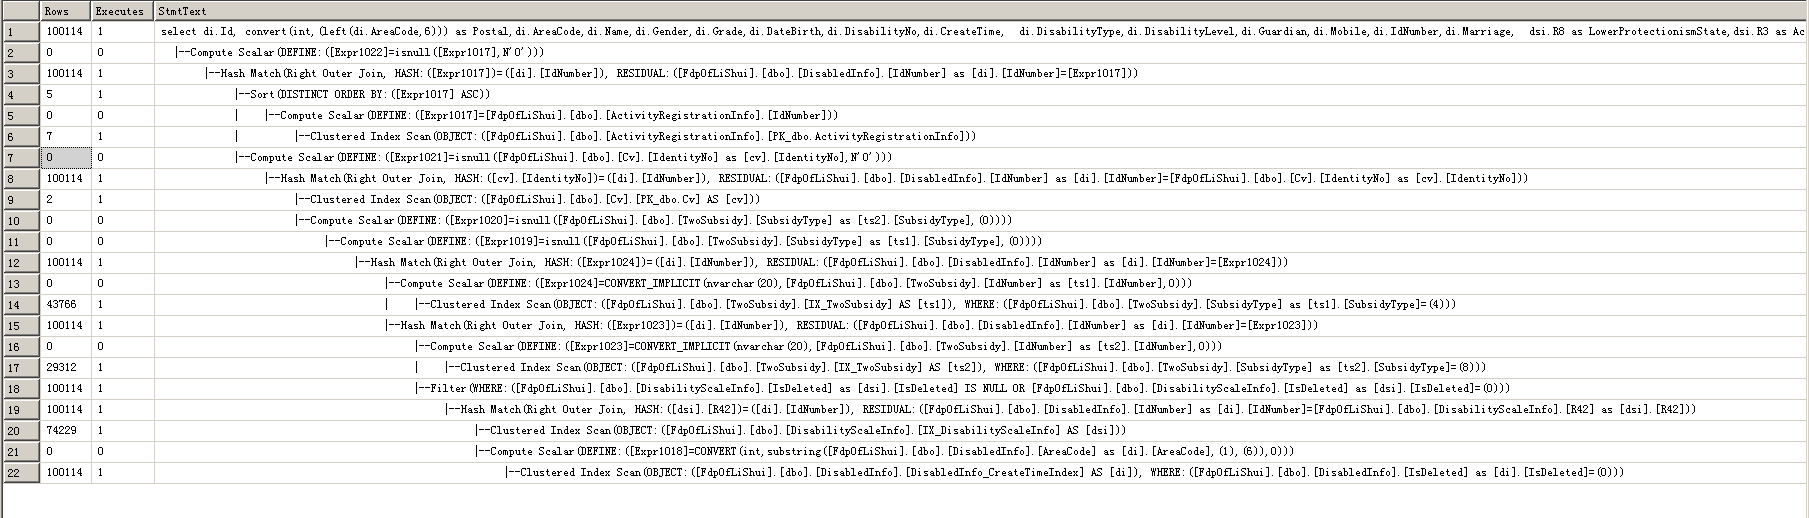 Rows Executes StmtText
1 100114 1 select di.Id, convert(int, (left(di.AreaCode,6))) as Postal,di.AreaCode,di.Name,di.Gender,di.Grade,di.DateBirth,di.DisabilityNo,di.CreateTime, di.DisabilityType,di.DisabilityLevel,di.Guardian,di.Mobile,di.IdNumber,di.Marriage, dsi.R8 as LowerProtectionismState,dsi.R3 as Ac
2 0 0 |--Compute Scalar(DEFINE:([Expr1022]=isnull([Expr1017],N'0')))
3 100114 1 |--Hash Match(Right Outer Join, HASH:([Expr1017])=([di].[IdNumber]), RESIDUAL:([FdpOfLiShui].[dbo].[DisabledInfo].[IdNumber] as [di].[IdNumber]=[Expr1017]))
4 5 1 |--Sort(DISTINCT ORDER BY:([Expr1017] ASC))
5 0 0 | |--Compute Scalar(DEFINE:([Expr1017]=[FdpOfLiShui].[dbo].[ActivityRegistrationInfo].[IdNumber]))
6 7 1 | |--Clustered Index Scan(OBJECT:([FdpOfLiShui].[dbo].[ActivityRegistrationInfo].[PK_dbo.ActivityRegistrationInfo]))
7 0 0 |--Compute Scalar(DEFINE:([Expr1021]=isnull([FdpOfLiShui].[dbo].[Cv].[IdentityNo] as [cv].[IdentityNo],N'0')))
8 100114 1 |--Hash Match(Right Outer Join, HASH:([cv].[IdentityNo])=([di].[IdNumber]), RESIDUAL:([FdpOfLiShui].[dbo].[DisabledInfo].[IdNumber] as [di].[IdNumber]=[FdpOfLiShui].[dbo].[Cv].[IdentityNo] as [cv].[IdentityNo]))
9 2 1 |--Clustered Index Scan(OBJECT:([FdpOfLiShui].[dbo].[Cv].[PK_dbo.Cv] AS [cv]))
10 0 0 |--Compute Scalar(DEFINE:([Expr1020]=isnull([FdpOfLiShui].[dbo].[TwoSubsidy].[SubsidyType] as [ts2].[SubsidyType],(0))))
11 0 0 |--Compute Scalar(DEFINE:([Expr1019]=isnull([FdpOfLiShui].[dbo].[TwoSubsidy].[SubsidyType] as [ts1].[SubsidyType],(0))))
12 100114 1 |--Hash Match(Right Outer Join, HASH:([Expr1024])=([di].[IdNumber]), RESIDUAL:([FdpOfLiShui].[dbo].[DisabledInfo].[IdNumber] as [di].[IdNumber]=[Expr1024]))
13 0 0 |--Compute Scalar(DEFINE:([Expr1024]=CONVERT_IMPLICIT(nvarchar(20),[FdpOfLiShui].[dbo].[TwoSubsidy].[IdNumber] as [ts1].[IdNumber],0)))
14 43766 1 | |--Clustered Index Scan(OBJECT:([FdpOfLiShui].[dbo].[TwoSubsidy].[IX_TwoSubsidy] AS [ts1]), WHERE:([FdpOfLiShui].[dbo].[TwoSubsidy].[SubsidyType] as [ts1].[SubsidyType]=(4)))
15 100114 1 |--Hash Match(Right Outer Join, HASH:([Expr1023])=([di].[IdNumber]), RESIDUAL:([FdpOfLiShui].[dbo].[DisabledInfo].[IdNumber] as [di].[IdNumber]=[Expr1023]))
16 0 0 |--Compute Scalar(DEFINE:([Expr1023]=CONVERT_IMPLICIT(nvarchar(20),[FdpOfLiShui].[dbo].[TwoSubsidy].[IdNumber] as [ts2].[IdNumber],0)))
17 29312 1 | |--Clustered Index Scan(OBJECT:([FdpOfLiShui].[dbo].[TwoSubsidy].[IX_TwoSubsidy] AS [ts2]), WHERE:([FdpOfLiShui].[dbo].[TwoSubsidy].[SubsidyType] as [ts2].[SubsidyType]=(8)))
18 100114 1 |--Filter(WHERE:([FdpOfLiShui].[dbo].[DisabilityScaleInfo].[IsDeleted] as [dsi].[IsDeleted] IS NULL OR [FdpOfLiShui].[dbo].[DisabilityScaleInfo].[IsDeleted] as [dsi].[IsDeleted]=(0)))
19 100114 1 |--Hash Match(Right Outer Join, HASH:([dsi].[R42])=([di].[IdNumber]), RESIDUAL:([FdpOfLiShui].[dbo].[DisabledInfo].[IdNumber] as [di].[IdNumber]=[FdpOfLiShui].[dbo].[DisabilityScaleInfo].[R42] as [dsi].[R42]))
20 74229 1 |--Clustered Index Scan(OBJECT:([FdpOfLiShui].[dbo].[DisabilityScaleInfo].[IX_DisabilityScaleInfo] AS [dsi]))
21 0 0 |--Compute Scalar(DEFINE:([Expr1018]=CONVERT(int,substring([FdpOfLiShui].[dbo].[DisabledInfo].[AreaCode] as [di].[AreaCode],(1),(6)),0)))
22 100114 1 |--Clustered Index Scan(OBJECT:([FdpOfLiShui].[dbo].[DisabledInfo].[DisabledInfo_CreateTimeIndex] AS [di]), WHERE:([FdpOfLiShui].[dbo].[DisabledInfo].[IsDeleted] as [di].[IsDeleted]=(0)))